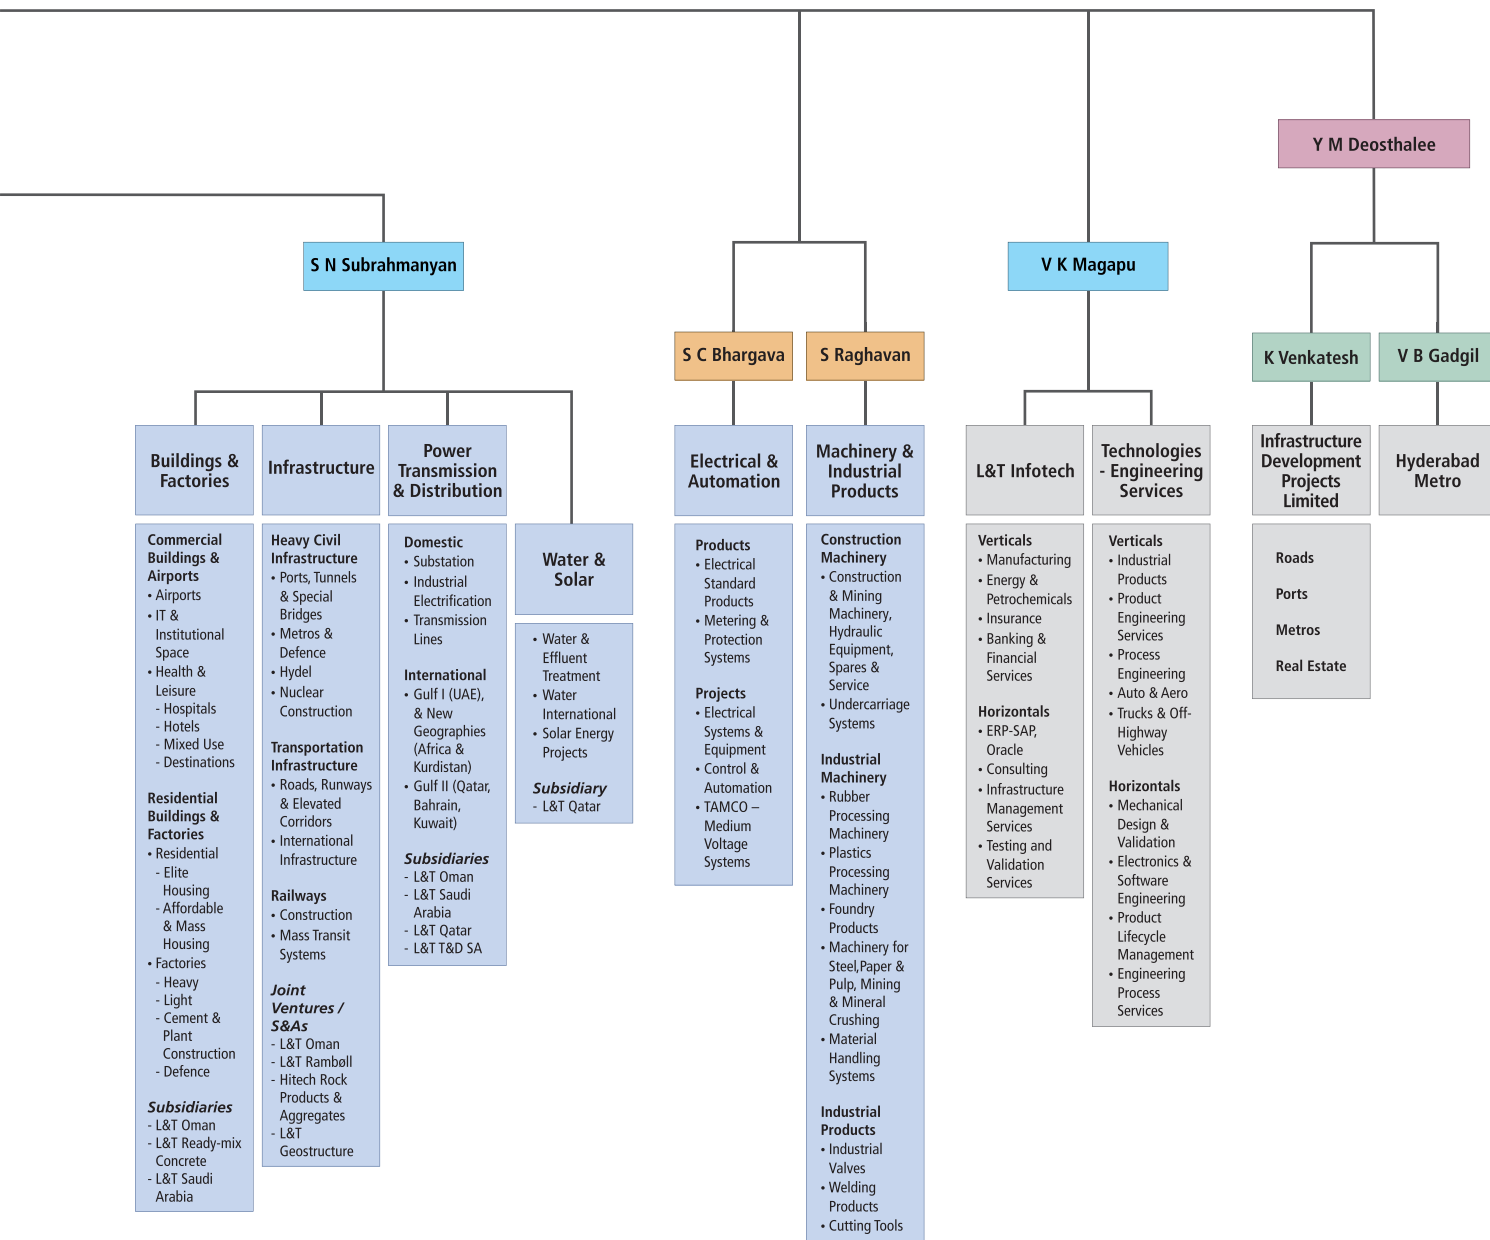 Y M Deosthalee
S N Subrahmanyan
V K Magapu
S C Bhargava
S Raghavan
K Venkatesh
V B Gadgil
Buildings &
Factories
Commercial
Buildings &
Airports
• Airports
• IT &
Institutional
Space
• Health &
Leisure
- Hospitals
- Hotels
- Mixed Use
- Destinations
Residential
Buildings &
Factories
• Residential
- Elite
Housing
- Affordable
& Mass
Housing
• Factories
- Heavy
- Light
- Cement &
Plant
Construction
- Defence
Subsidiaries
- L&T Oman
- L&T Ready-mix
Concrete
- L&T Saudi
Arabia
Infrastructure
Heavy Civil
Infrastructure
• Ports, Tunnels
& Special
Bridges
• Metros &
Defence
• Hydel
• Nuclear
Construction
Transportation
Infrastructure
• Roads, Runways
& Elevated
Corridors
• International
Infrastructure
Railways
• Construction
• Mass Transit
Systems
Joint
Ventures /
S&As
- L&T Oman
- L&T Rambøll
- Hitech Rock
Products &
Aggregates
- L&T
Geostructure
Power
Transmission
& Distribution
Domestic
• Substation
• Industrial
Electrification
• Transmission
Lines
International
• Gulf I (UAE),
& New
Geographies
(Africa &
Kurdistan)
• Gulf II (Qatar,
Bahrain,
Kuwait)
Subsidiaries
- L&T Oman
- L&T Saudi
Arabia
- L&T Qatar
- L&T T&D SA
Water &
Solar
• Water &
Effluent
Treatment
• Water
International
• Solar Energy
Projects
Subsidiary
- L&T Qatar
Electrical &
Automation
Products
• Electrical
Standard
Products
• Metering &
Protection
Systems
Projects
• Electrical
Systems &
Equipment
• Control &
Automation
• TAMCO –
Medium
Voltage
Systems
Machinery &
Industrial
Products
Construction
Machinery
• Construction
& Mining
Machinery,
Hydraulic
Equipment,
Spares &
Service
• Undercarriage
Systems
Industrial
Machinery
• Rubber
Processing
Machinery
• Plastics
Processing
Machinery
• Foundry
Products
• Machinery for
Steel,Paper &
Pulp, Mining
& Mineral
Crushing
• Material
Handling
Systems
Industrial
Products
• Industrial
Valves
• Welding
Products
• Cutting Tools
L&T Infotech
Verticals
• Manufacturing
• Energy &
Petrochemicals
• Insurance
• Banking &
Financial
Services
Horizontals
• ERP-SAP,
Oracle
• Consulting
• Infrastructure
Management
Services
• Testing and
Validation
Services
Technologies
- Engineering
Services
Verticals
• Industrial
Products
• Product
Engineering
Services
• Process
Engineering
• Auto & Aero
• Trucks & Off-
Highway
Vehicles
Horizontals
• Mechanical
Design &
Validation
• Electronics &
Software
Engineering
• Product
Lifecycle
Management
• Engineering
Process
Services
Infrastructure
Development
Projects
Limited
Roads
Ports
Metros
Real Estate
Hyderabad
Metro